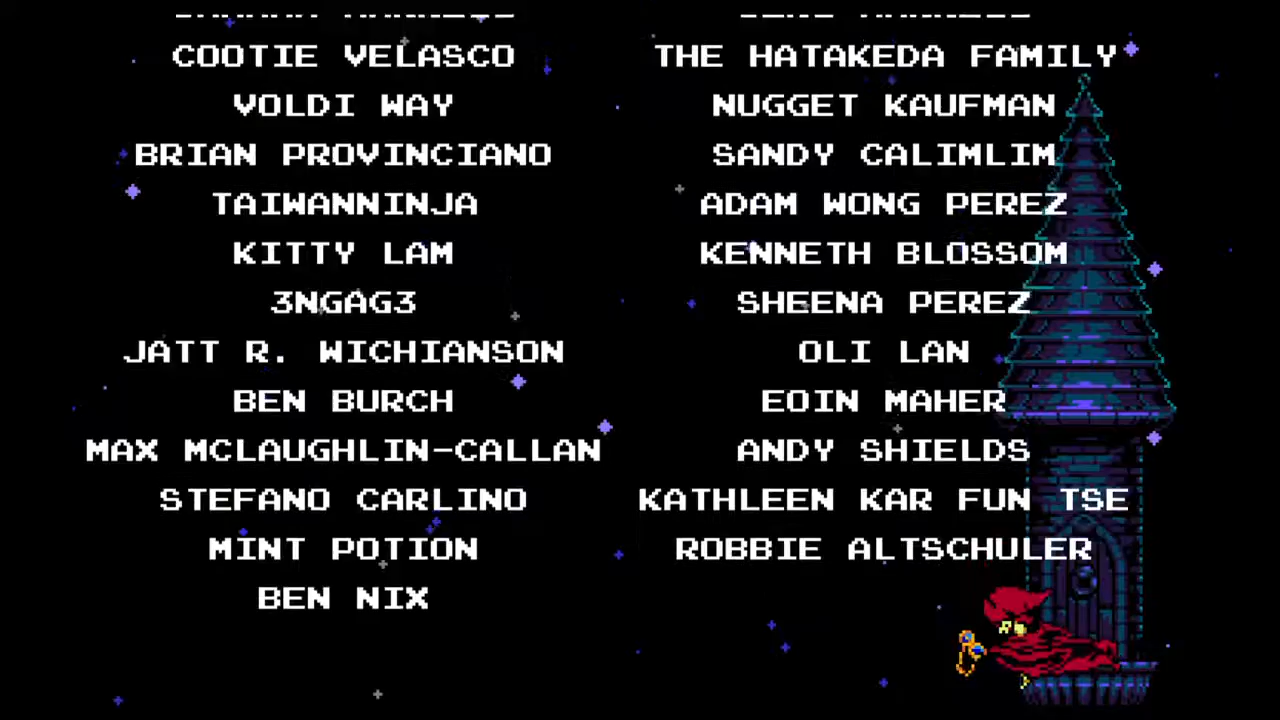 COOTIE VELASCO
VOLDI WAY
BRIAN PROVINCIANO
TAIWANNINJA
KITTY LAM
3NGAG3
JATT R. WICHIANSON
BEN BURCH
MAX MCLAUGHLIN-CALLAN
STEFANO CARLINO
MINT POTION
BEN NIX
THE HATAKEDA FAMILY
NUGGET KAUFMAN
SANDY CALIMLIM
ADAM WONG PEREZ
KENNETH BLOSSOM
SHEENA PEREZ
OLI LAN
EOIN MAHER
ANDY SHIELDS
KATHLEEN KAR FUN TSE
ROBBIE ALTSCHULER